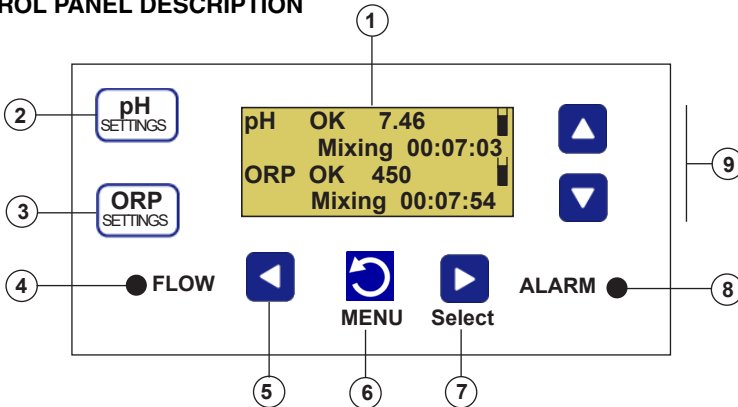 ROL PANEL DESCRIPTION
1
2
pH
SETTINGS
pH OK 7.46
Mixing 00:07:03
ORP OK 450
Mixing 00:07:54
9
3
ORP
SETTINGS
4
FLOW
MENU
Select
ALARM
8
5
6
7